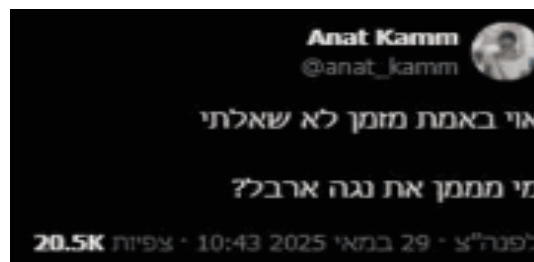 Anat Kamm
@anat_kamm
אוי באמת מזמן לא שאלתי
מי מממן את נגה ארבל?
לפנה"צ · 29 במאי 2025 10:43 · צפיות 20.5K